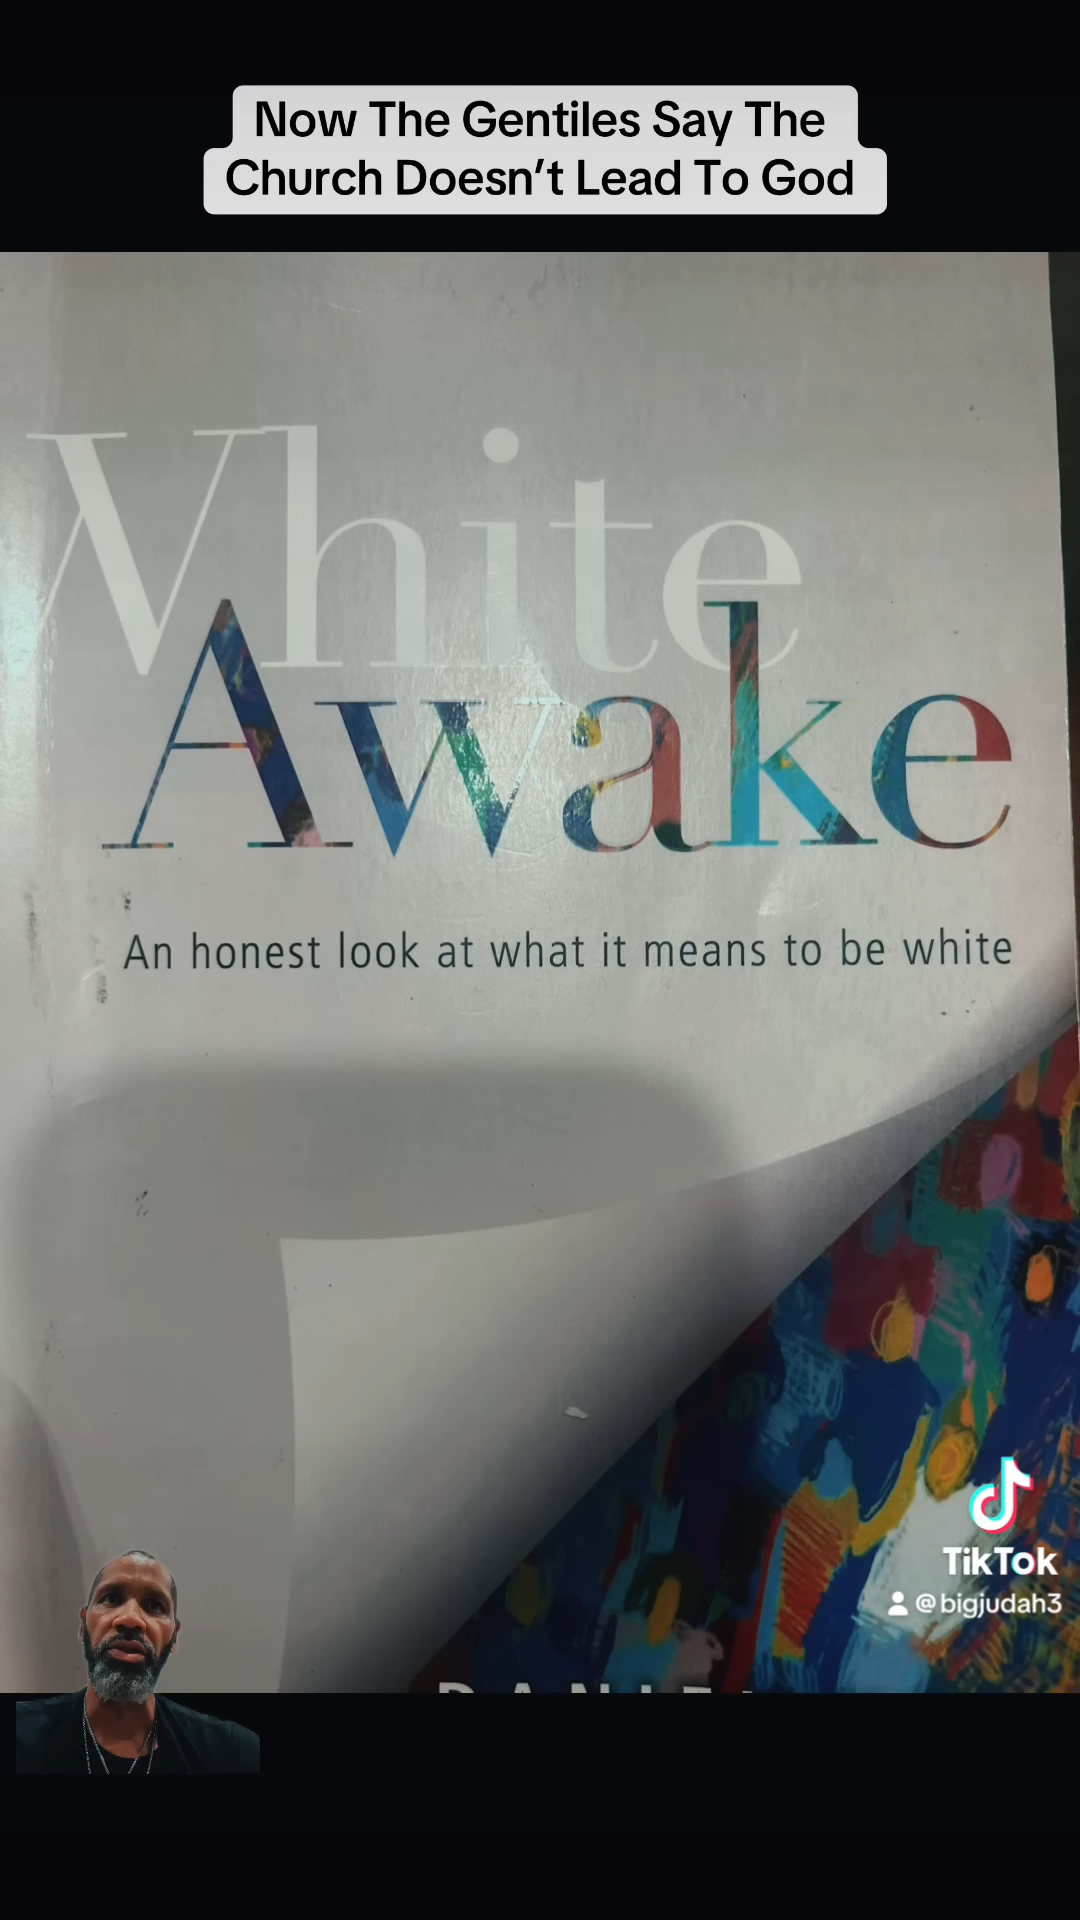 Now The Gentiles Say The
Church Doesn't Lead To God
White
Awake
An honest look at what it means to be white
TikTok
@bigjudah3